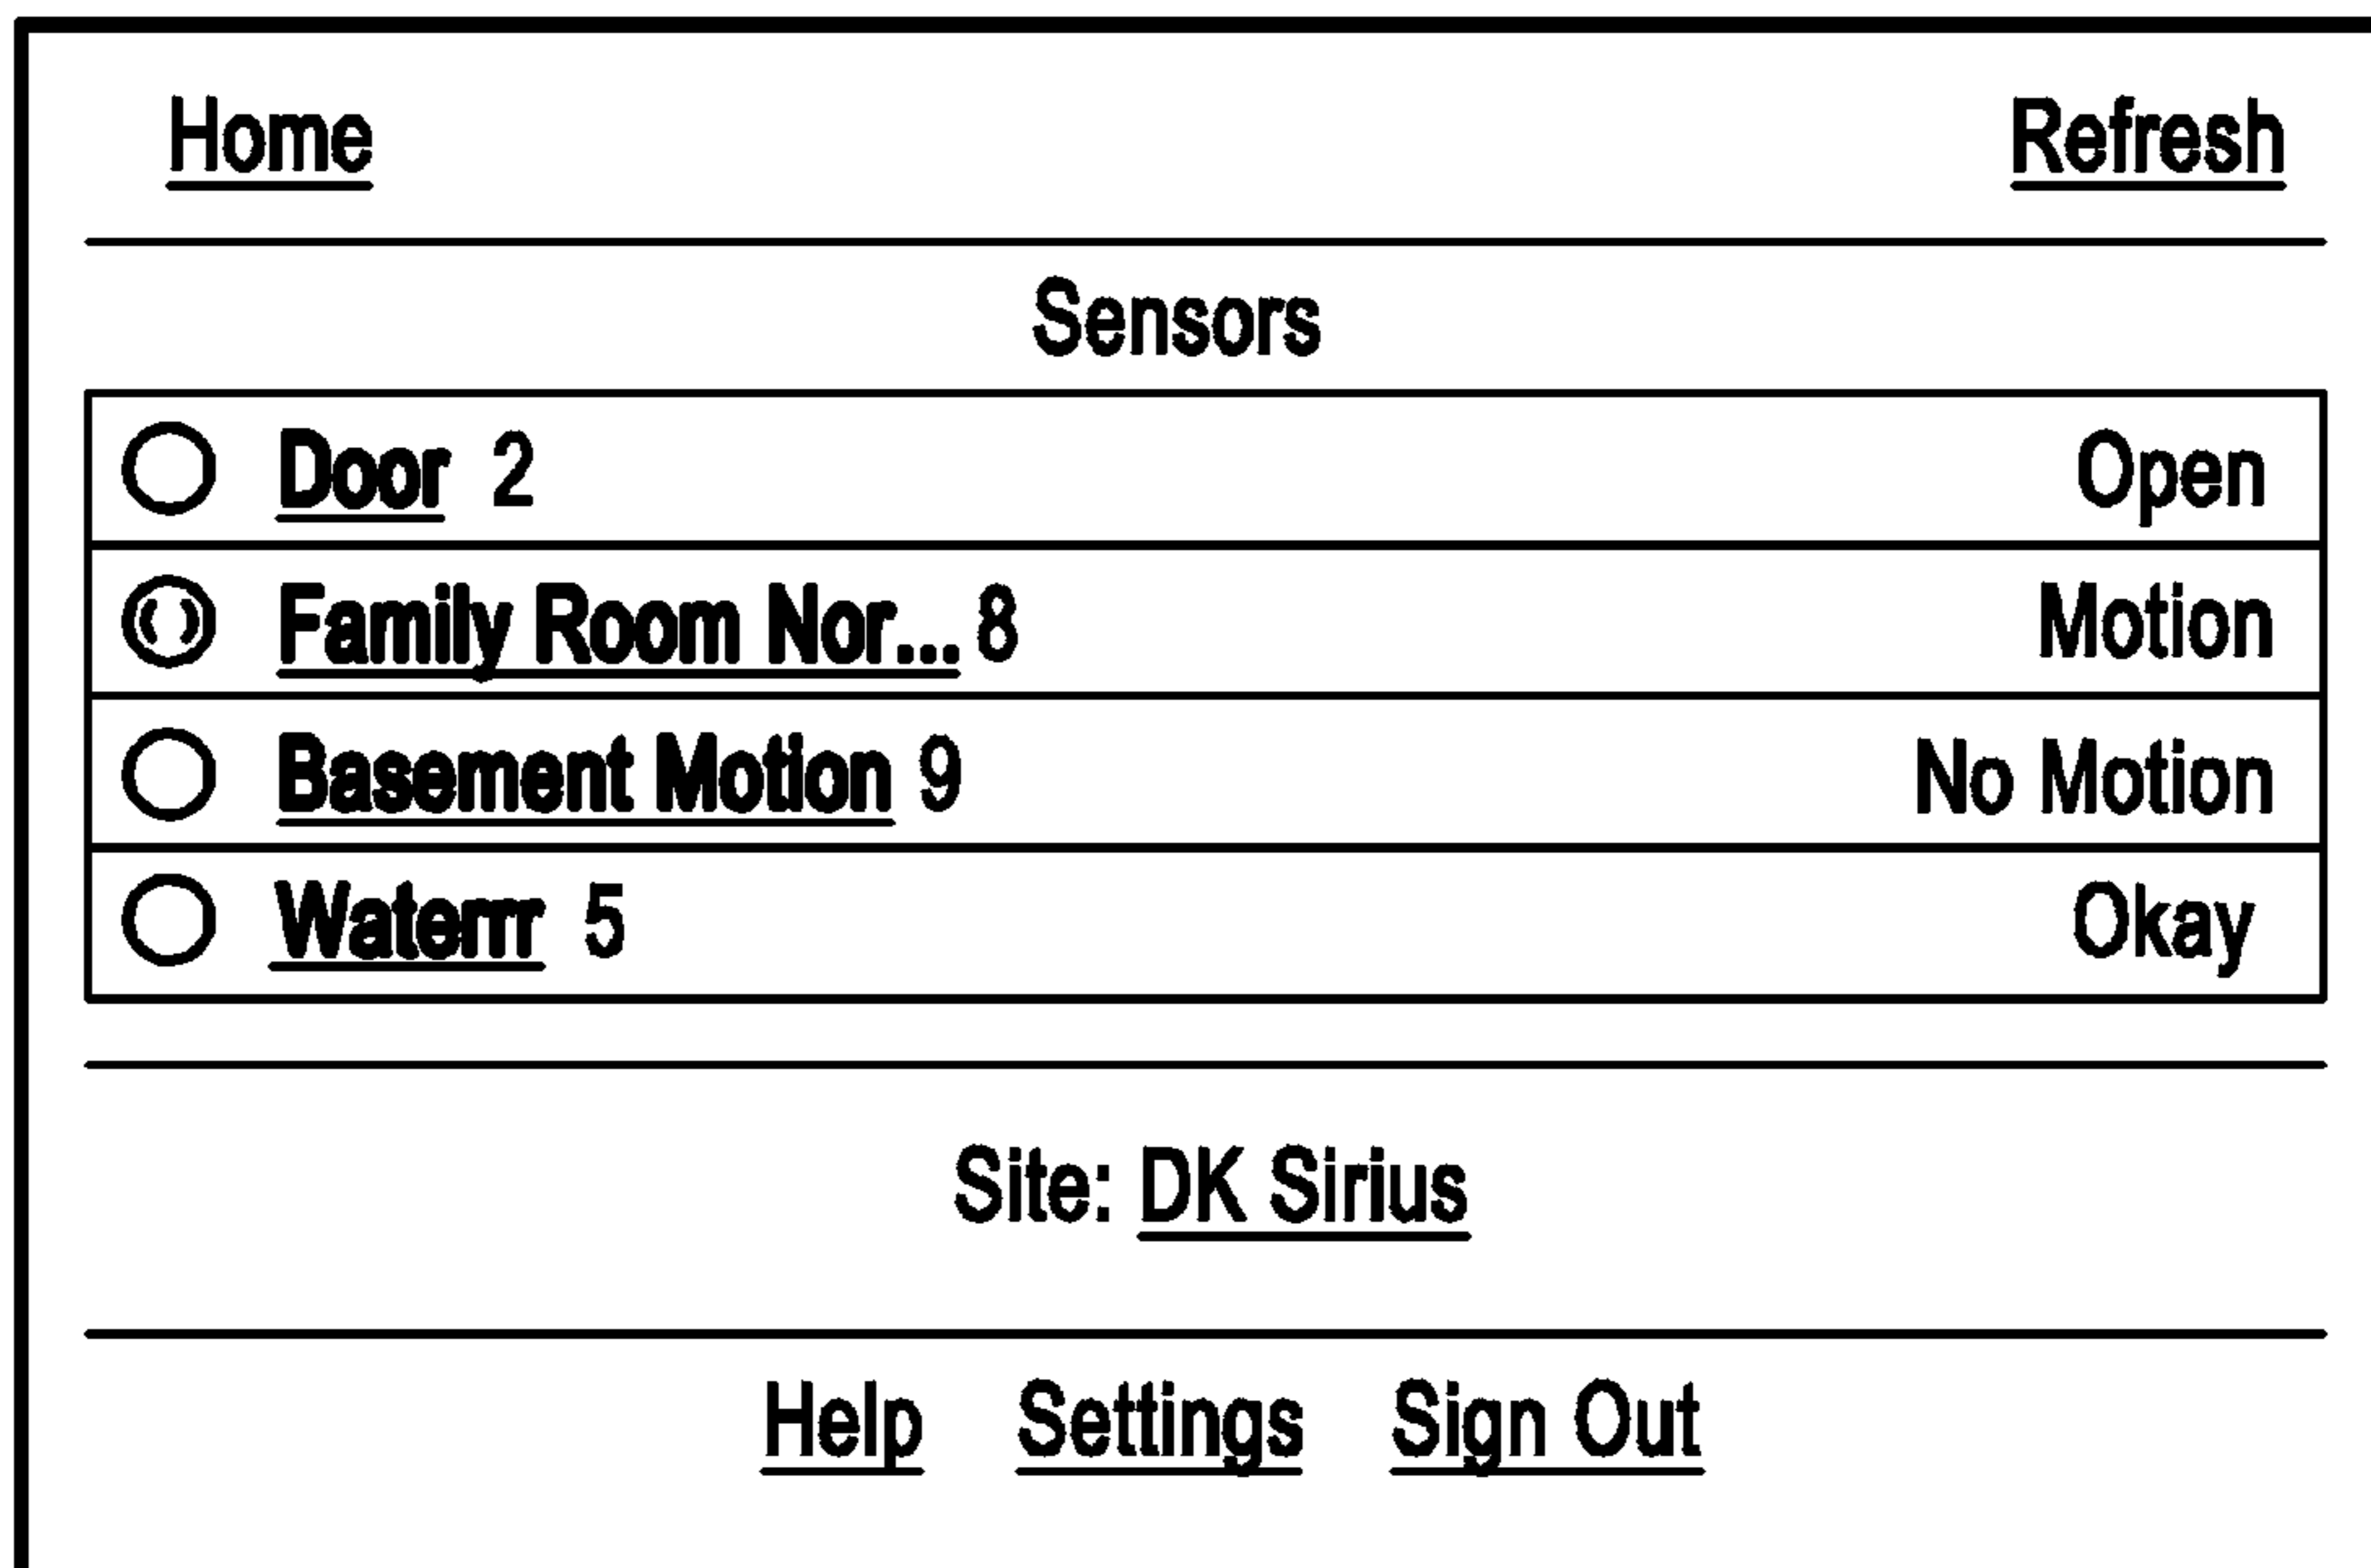 Home Refresh
Sensors
Door 2 Open
Family Room Nor... 8 Motion
Basement Motion 9 No Motion
Waterrr 5 Okay
Site: DK Sirius
Help Settings Sign Out